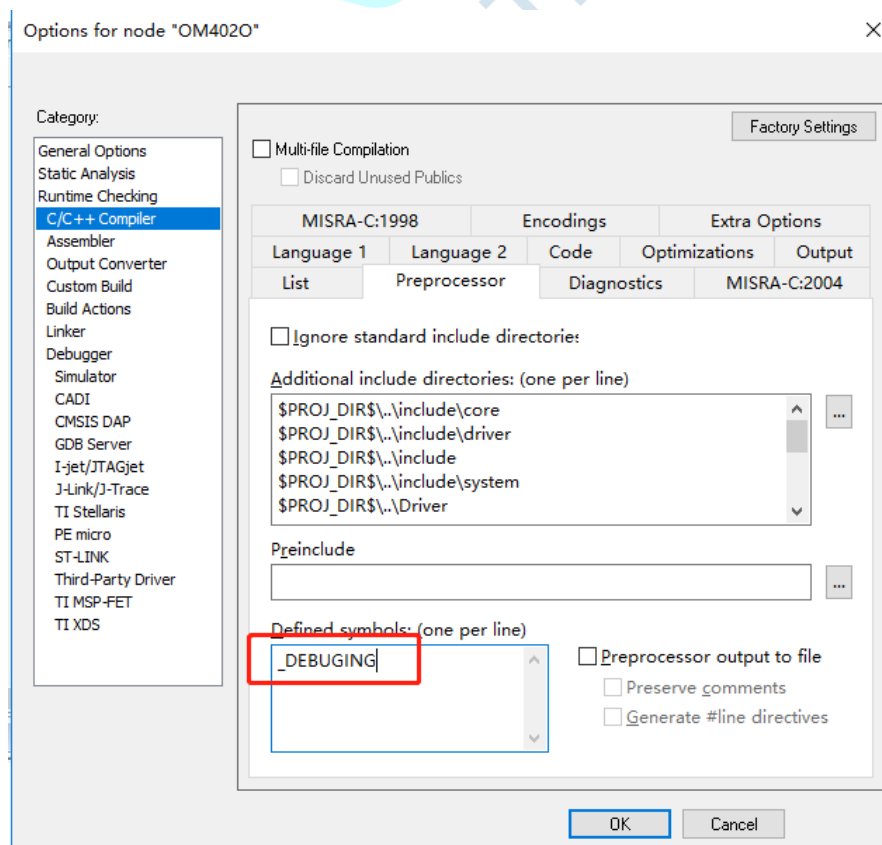 Options for node "OM402O"
Category:
General Options
Static Analysis
Runtime Checking
C/C++ Compiler
Assembler
Output Converter
Custom Build
Build Actions
Linker
Debugger
Simulator
CADI
CMSIS DAP
GDB Server
I-jet/JTAGjet
J-Link/J-Trace
TI Stellaris
PE micro
ST-LINK
Third-Party Driver
TI MSP-FET
TI XDS
Factory Settings
Multi-file Compilation
Discard Unused Publics
MISRA-C:1998 Encodings Extra Options
Language 1 Language 2 Code Optimizations Output
List Preprocessor Diagnostics MISRA-C:2004
Ignore standard include directories
Additional include directories: (one per line)
$PROJ_DIR$\..\include\core
$PROJ_DIR$\..\include\driver
$PROJ_DIR$\..\include
$PROJ_DIR$\..\include\system
$PROJ_DIR$\..\Driver
...
Preinclude
...
Defined symbols: (one per line)
_DEBUGING
Preprocessor output to file
Preserve comments
Generate #line directives
OK Cancel